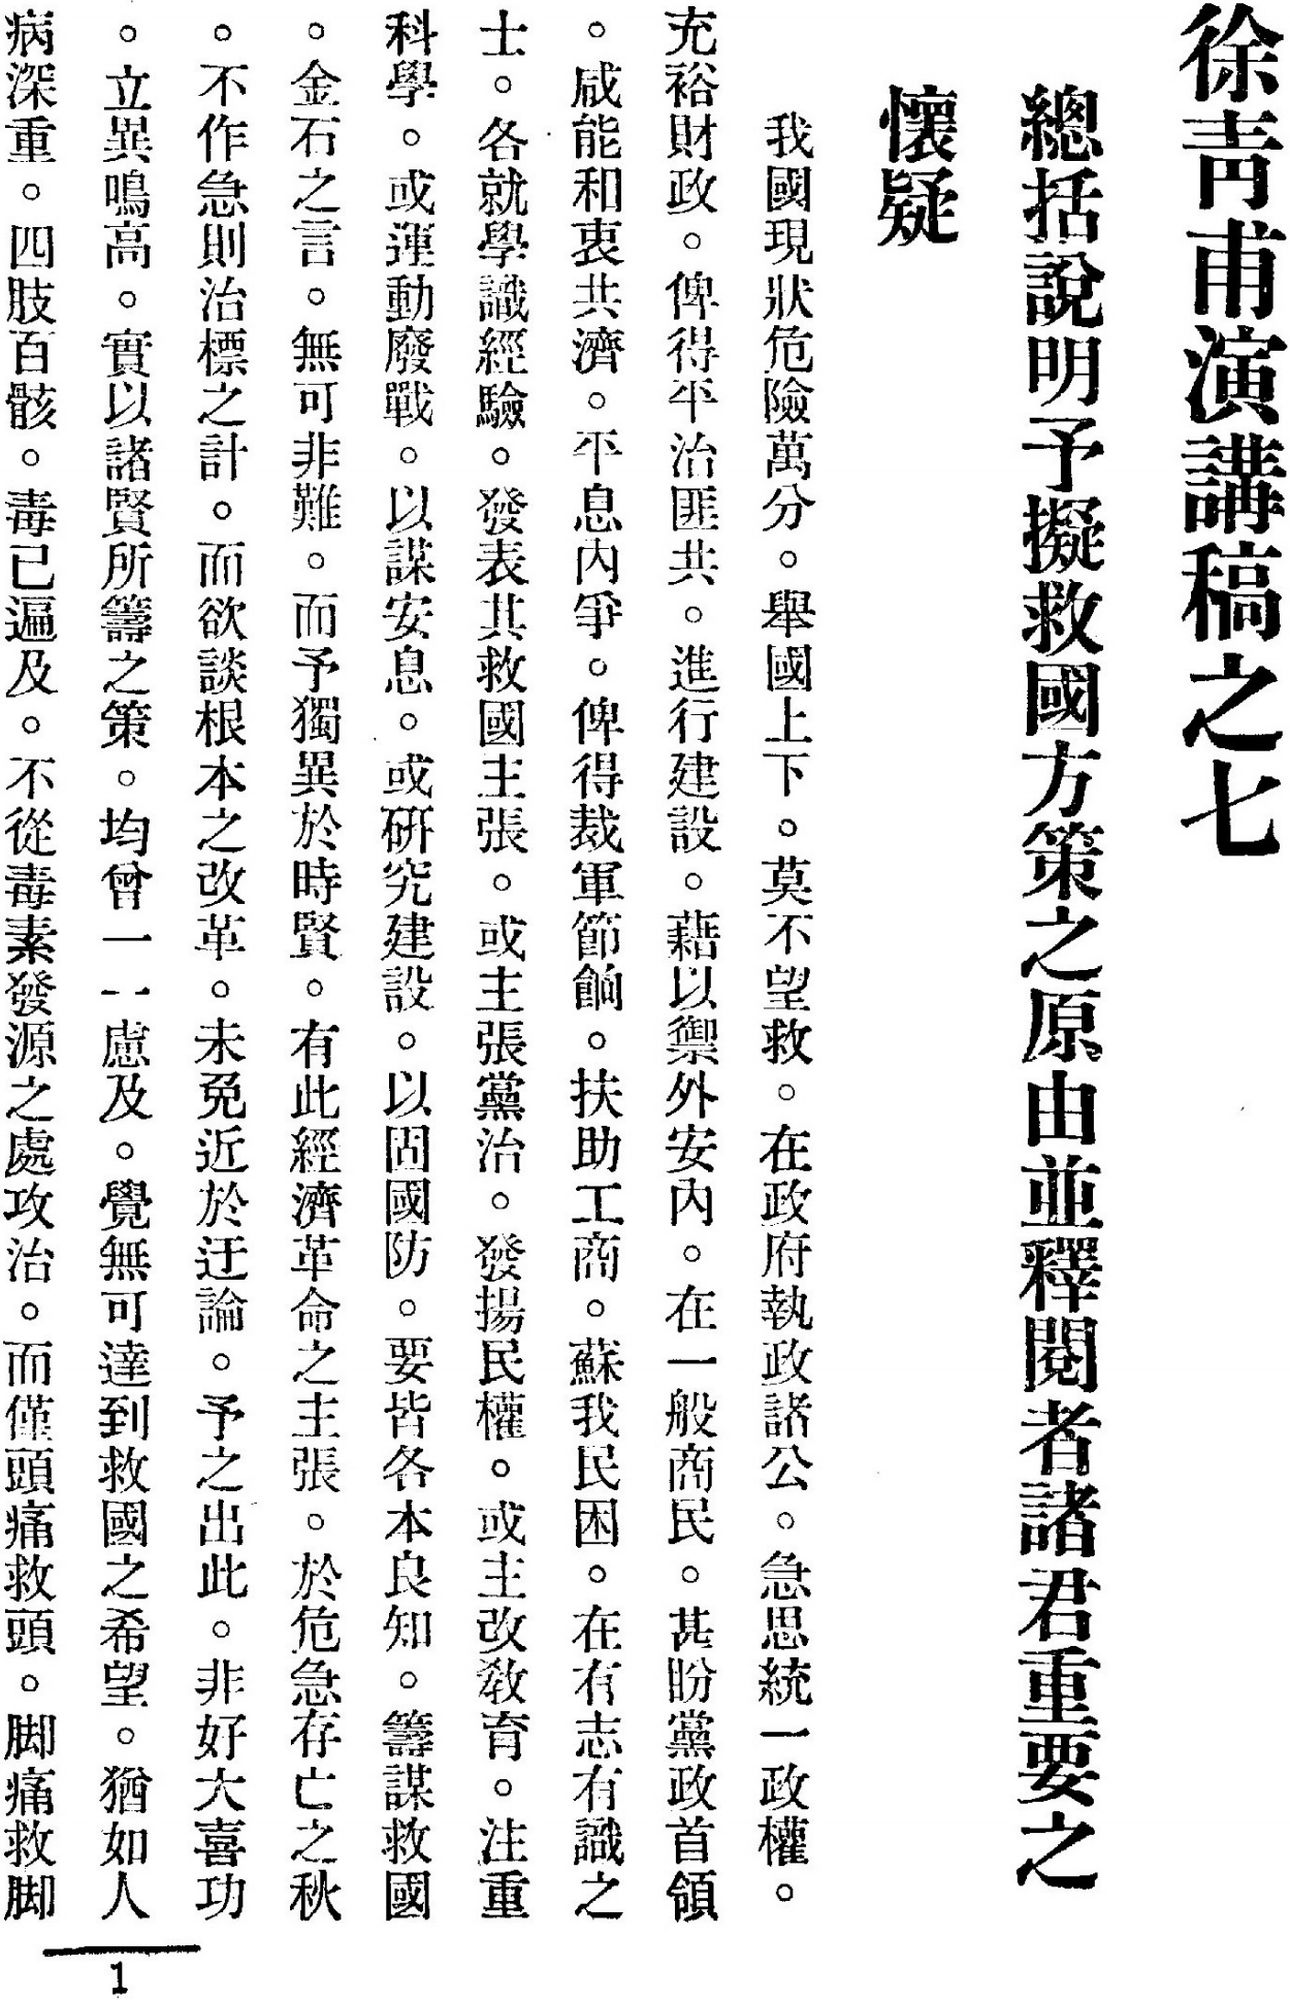 徐靑甫演講稿之七
總括說明予擬救國方策之原由並釋閱者諸君重要之
懷疑
我國現狀危險萬分。舉國上下。莫不望救。在政府執政諸公。急思統一政權。
充裕財政。俾得平治匪共。進行建設。藉以禦外安內。在一般商民。甚盼黨政首領
。咸能和衷共濟。平息內爭。俾得裁軍節餉。扶助工商。蘇我民困。在有志有識之
士。各就學識經驗。發表其救國主張。或主張黨治。發揚民權。或主改敎育。注重
科學。或運動廢戰。以謀安息。或硏究建設。以固國防。要皆各本良知。籌謀救國
。金石之言。無可非難。而予獨異於時賢。有此經濟革命之主張。於危急存亡之秋
。不作急則治標之計。而欲談根本之改革。未免近於迂論。予之出此。非好大喜功
。立異鳴高。實以諸賢所籌之策。均曾一一慮及。覺無可達到救國之希望。猶如人
病深重。四肢百骸。毒已遍及。不從毒素發源之處攻治。而僅頭痛救頭。脚痛救脚
1